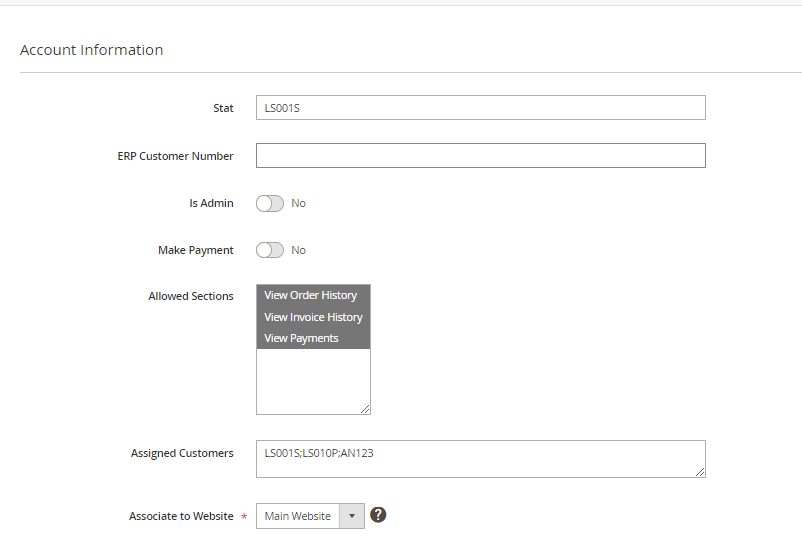 Account Information
Stat LS001S
ERP Customer Number
Is Admin No
Make Payment No
Allowed Sections View Order History
View Invoice History
View Payments
Assigned Customers LS001S;LS010P;AN123
Associate to Website * Main Website ?